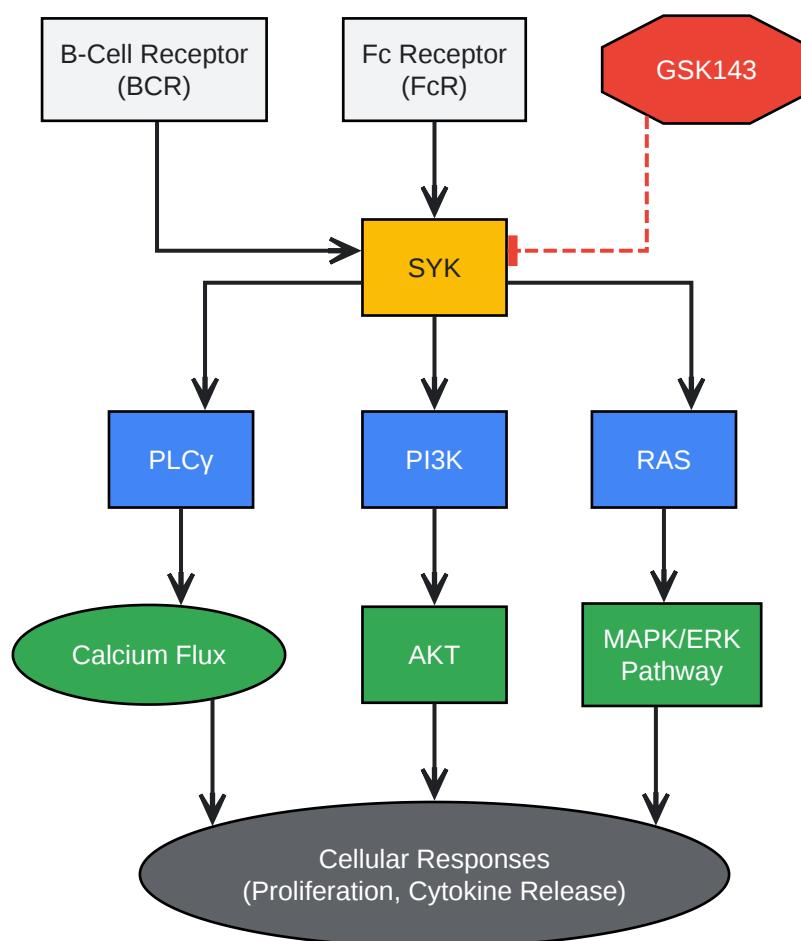 B-Cell Receptor
(BCR)
Fc Receptor
(FcR)
GSK143
SYK
PLCγ
PI3K
RAS
Calcium Flux
AKT
MAPK/ERK
Pathway
Cellular Responses
(Proliferation, Cytokine Release)